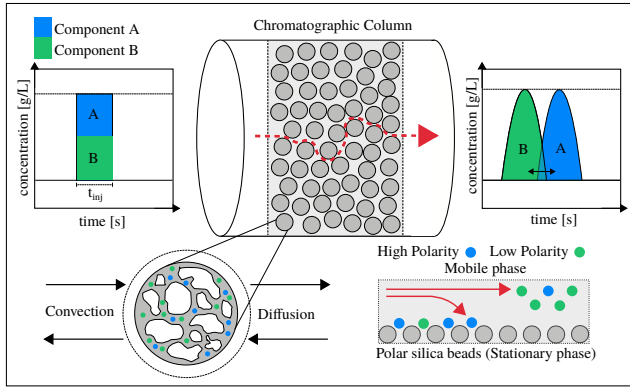 Component A
Component B
Chromatographic Column
concentration [g/L]
A
B
t_inj
time [s]
concentration [g/L]
B
A
time [s]
High Polarity
Low Polarity
Mobile phase
Convection
Diffusion
Polar silica beads (Stationary phase)